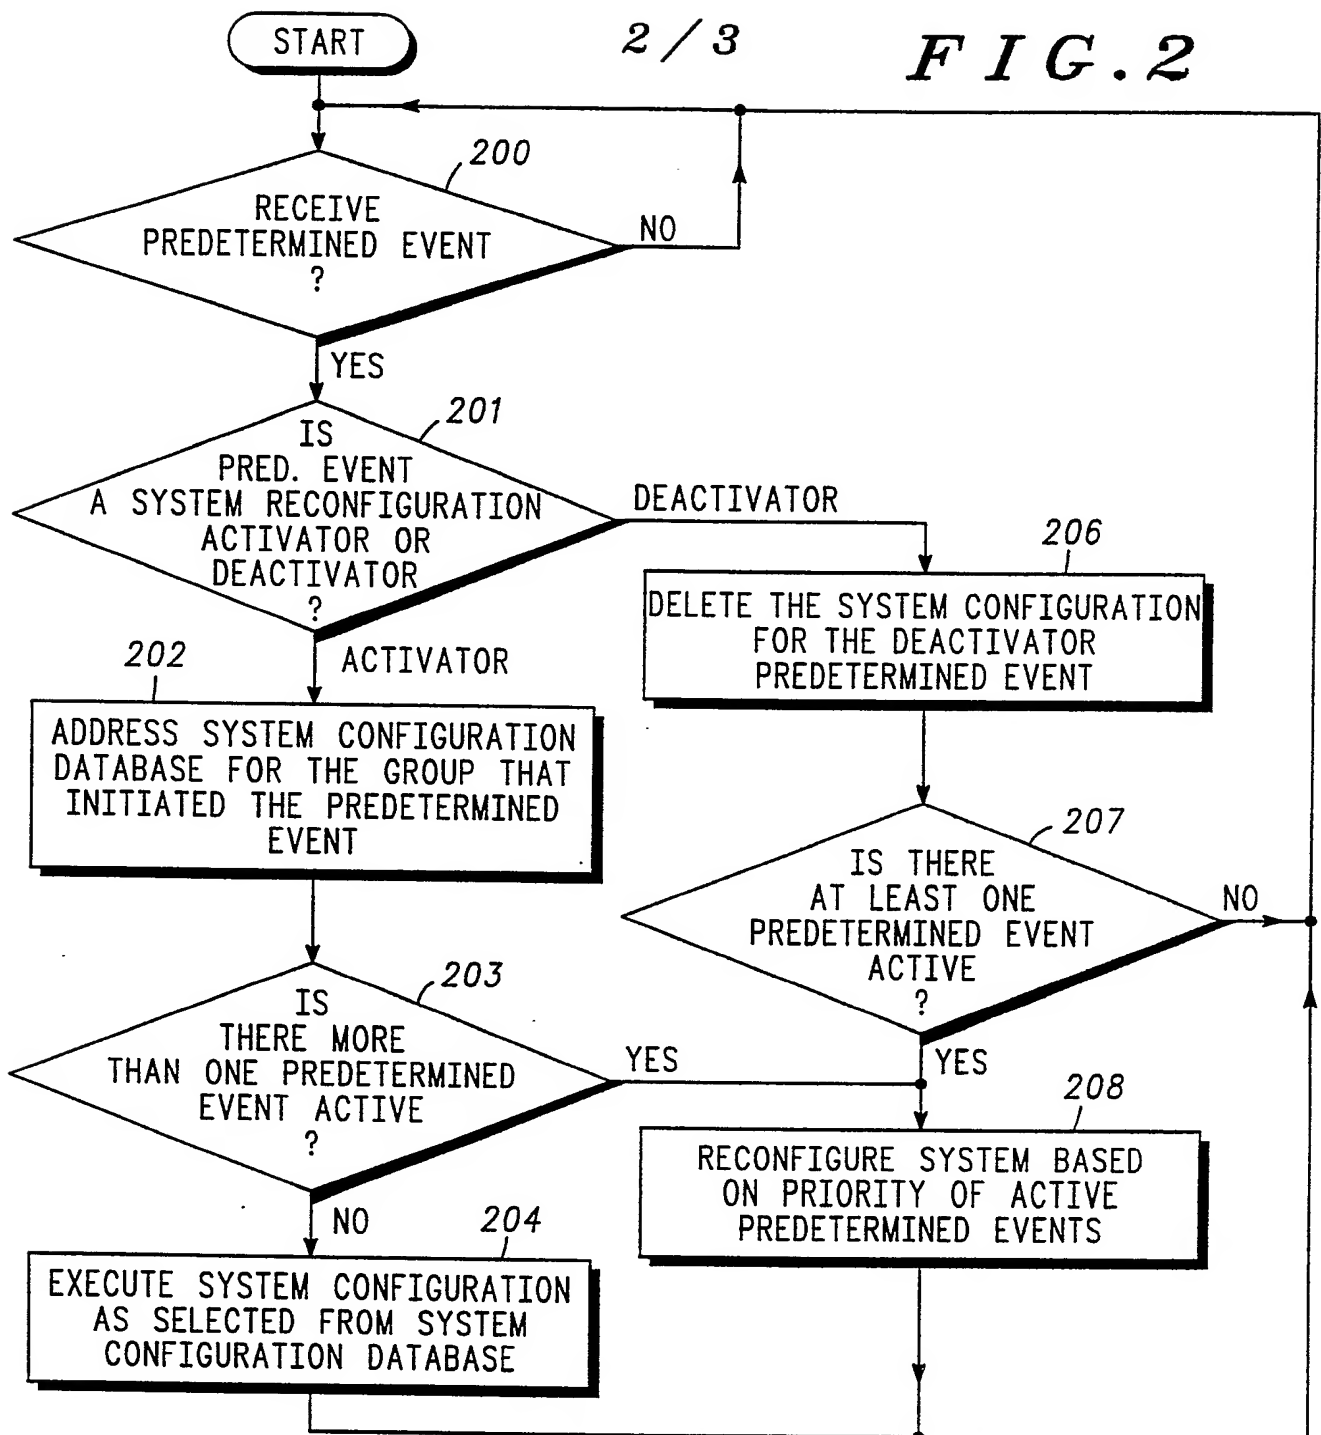 START
2/3
FIG.2
200
RECEIVE
PREDETERMINED EVENT
?
NO
YES
201
IS
PRED. EVENT
A SYSTEM RECONFIGURATION
ACTIVATOR OR
DEACTIVATOR
?
DEACTIVATOR
ACTIVATOR
206
DELETE THE SYSTEM CONFIGURATION
FOR THE DEACTIVATOR
PREDETERMINED EVENT
202
ADDRESS SYSTEM CONFIGURATION
DATABASE FOR THE GROUP THAT
INITIATED THE PREDETERMINED
EVENT
207
IS THERE
AT LEAST ONE
PREDETERMINED EVENT
ACTIVE
?
NO
YES
203
IS
THERE MORE
THAN ONE PREDETERMINED
EVENT ACTIVE
?
YES
NO
208
RECONFIGURE SYSTEM BASED
ON PRIORITY OF ACTIVE
PREDETERMINED EVENTS
204
EXECUTE SYSTEM CONFIGURATION
AS SELECTED FROM SYSTEM
CONFIGURATION DATABASE